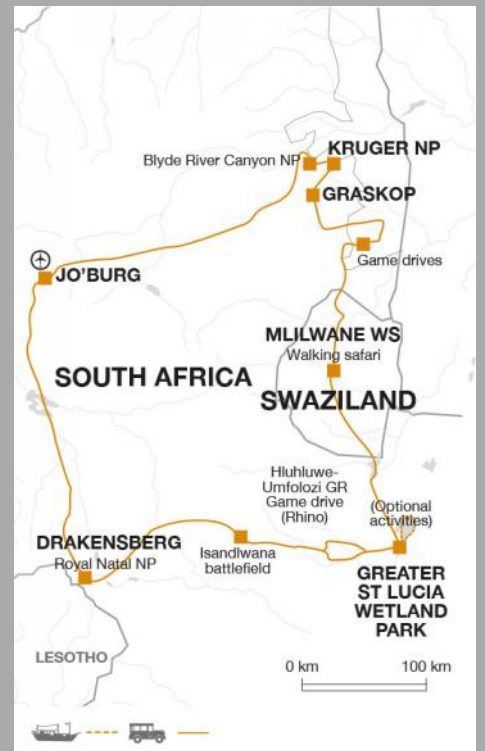 Blyde River Canyon NP
KRUGER NP
GRASKOP
Game drives
JO'BURG
MLILWANE WS
Walking safari
SOUTH AFRICA
SWAZILAND
Hluhluwe-
Umfolozi GR
Game drive
(Rhino)
(Optional
activities)
DRAKENSBERG
Royal Natal NP
Isandlwana
battlefield
GREATER
ST LUCIA
WETLAND
PARK
LESOTHO
0 km 100 km